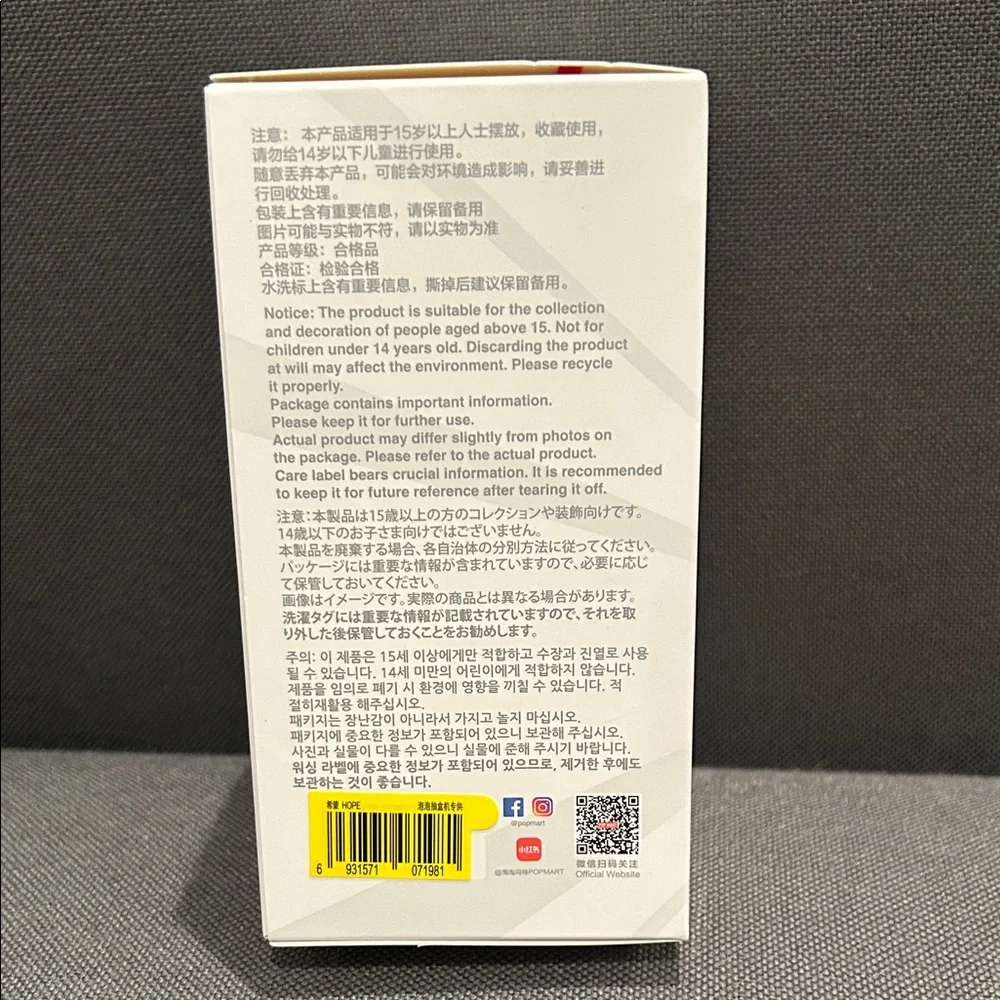 注意： 本产品适用于15岁以上人士摆放，收藏使用，
请勿给14岁以下儿童进行使用。
随意丢弃本产品，可能会对环境造成影响，请妥善进
行回收处理。
包装上含有重要信息，请保留备用
图片可能与实物不符，请以实物为准
产品等级：合格品
合格证：检验合格
水洗标上含有重要信息，撕掉后建议保留备用。
Notice: The product is suitable for the collection
and decoration of people aged above 15. Not for
children under 14 years old. Discarding the product
at will may affect the environment. Please recycle
it properly.
Package contains important information.
Please keep it for further use.
Actual product may differ slightly from photos on
the package. Please refer to the actual product.
Care label bears crucial information. It is recommended
to keep it for future reference after tearing it off.
注意:本製品は15歳以上の方のコレクションや装飾向けです。
14歳以下のお子さま向けではございません。
本製品を廃棄する場合、各自治体の分別方法に従ってください。
パッケージには重要な情報が含まれていますので、必要に応じ
て保管しておいてください。
画像はイメージです。実際の商品とは異なる場合があります。
洗濯タグには重要な情報が記載されていますので、それを取
り外した後保管しておくことをお勧めします。
주의: 이 제품은 15세 이상에게만 적합하고 수장과 진열로 사용
될 수 있습니다. 14세 미만의 어린이에게 적합하지 않습니다.
제품을 임의로 폐기 시 환경에 영향을 끼칠 수 있습니다. 적
절히재활용 해주십시오.
패키지는 장난감이 아니라서 가지고 놀지 마십시오.
패키지에 중요한 정보가 포함되어 있으니 보관해 주십시오.
사진과 실물이 다를 수 있으니 실물에 준해 주시기 바랍니다.
워싱 라벨에 중요한 정보가 포함되어 있으므로, 제거한 후에도
보관하는 것이 좋습니다.
希望 HOPE 泡泡抽盒机专供
6 931571 071981
@popmart
小红书
@泡泡玛特POPMART
微信扫码关注
Official Website